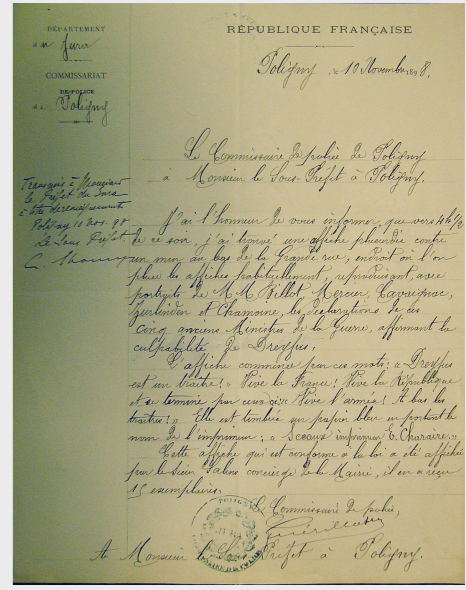 RÉPUBLIQUE FRANÇAISE
DÉPARTEMENT
du Jura
COMMISSARIAT
DE POLICE
de Poligny
Poligny, le 10 Novembre 1898.
Le Commissaire de police de Poligny
à Monsieur le Sous-Préfet à Poligny.
Transmis à Monsieur
le Préfet du Jura
à titre de renseignements
Poligny 10 Nov. 98
Le Sous Préfet
J'ai l'honneur de vous informer, que vers 4h 1/2
de ce soir, j'ai trouvé une affiche placardée contre
un mur, au bas de la Grande rue, endroit où l'on
place les affiches habituellement, reproduisant avec
portraits de M.M. Billot, Mercier, Cavaignac,
Zurlinden et Chanoine, les déclarations de ces
cinq anciens Ministres de la Guerre, affirmant la
culpabilité de Dreyfus.
L'affiche commence par ces mots: « Dreyfus
est un traître! » Vive la France! Vive la République
et se termine par ceux-ci: « Vive l'armée! A bas les
traîtres! » Elle est timbrée sur papier bleu en portant le
nom de l'imprimeur: « Sceaux imprimeur E. Charaire. »
Cette affiche qui est conforme à la loi a été affichée
par le sieur concierge de la Mairie, il en a reçu
15 exemplaires.
Le Commissaire de police,
POLIGNY
A Monsieur le Sous-Préfet à Poligny.